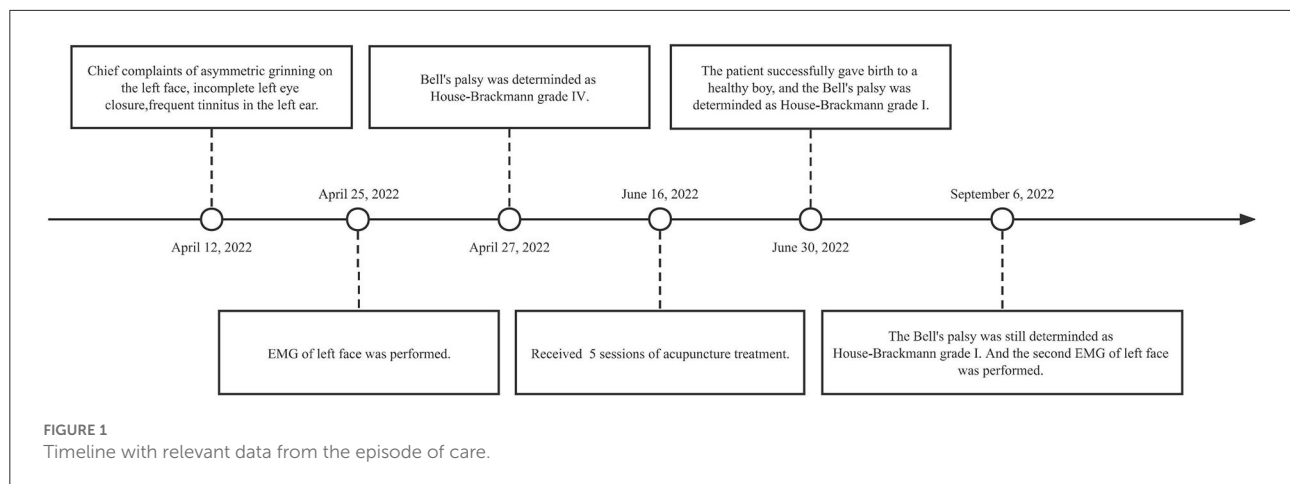 Chief complaints of asymmetric grinning on
the left face, incomplete left eye
closure,frequent tinnitus in the left ear.
Bell's palsy was determinded as
House-Brackmann grade IV.
The patient successfully gave birth to a
healthy boy, and the Bell's palsy was
determinded as House-Brackmann grade I.
April 25, 2022
June 16, 2022
September 6, 2022
April 12, 2022
April 27, 2022
June 30, 2022
EMG of left face was performed.
Received 5 sessions of acupuncture treatment.
The Bell's palsy was still determinded as
House-Brackmann grade I. And the second EMG of left face
was performed.
FIGURE 1
Timeline with relevant data from the episode of care.